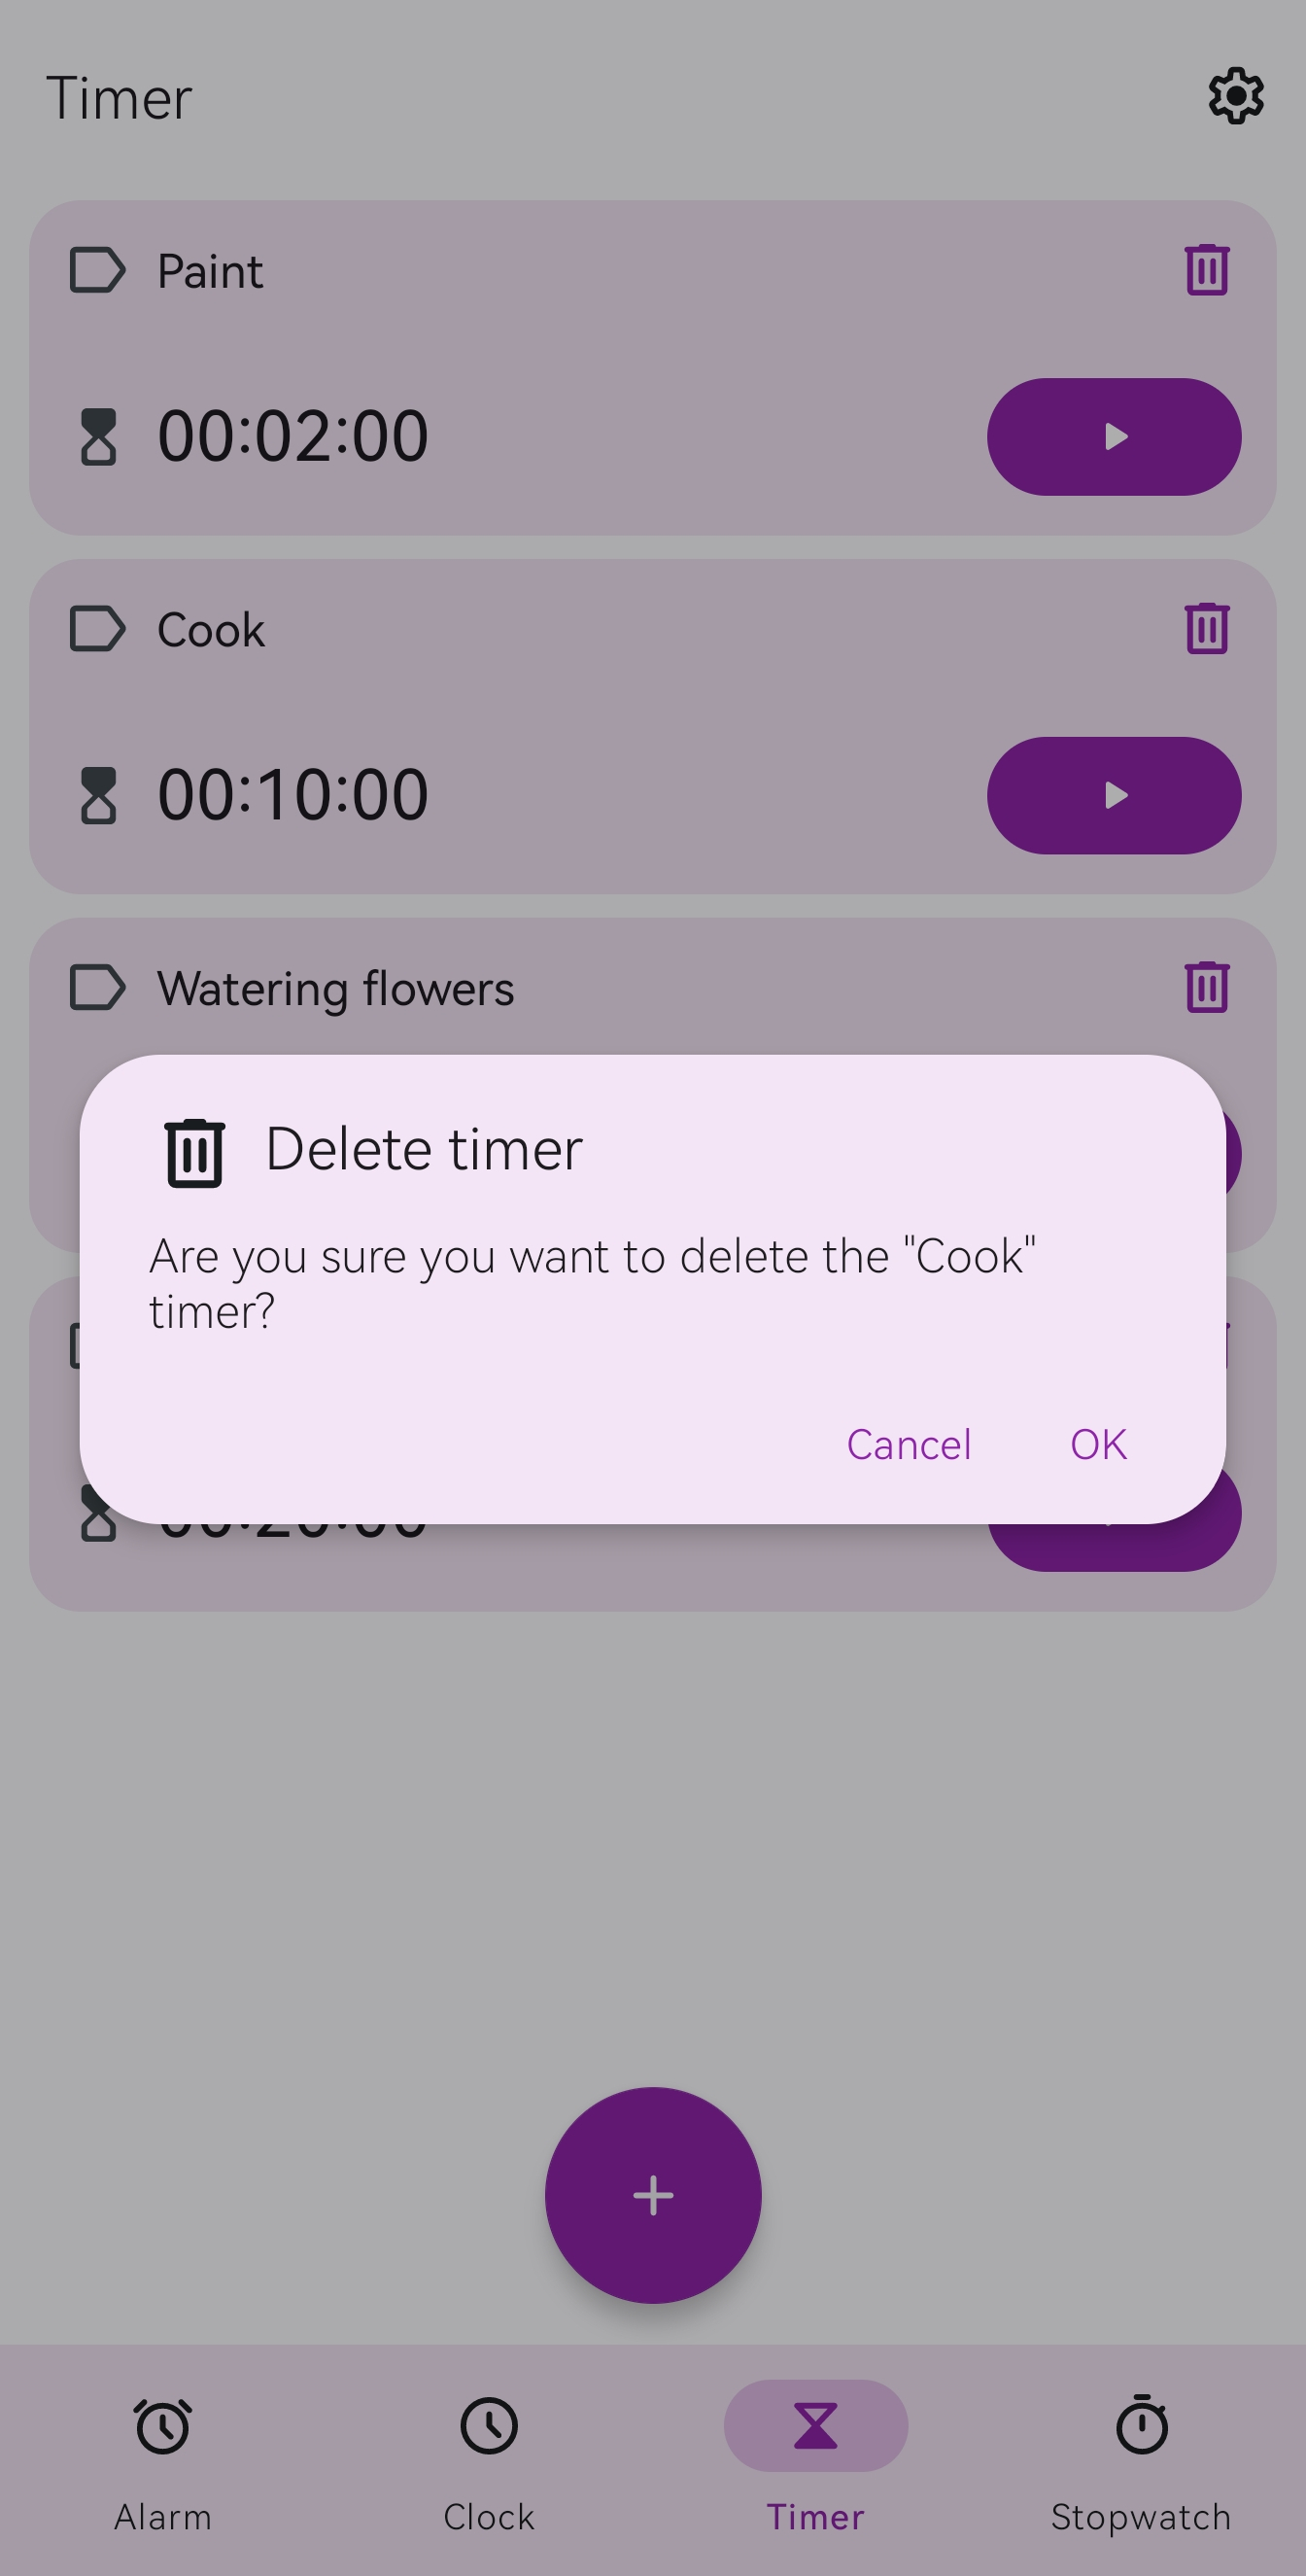 Timer
Paint
00:02:00
Cook
00:10:00
Watering flowers
Delete timer
Are you sure you want to delete the "Cook"
timer?
Cancel OK
Alarm Clock Timer Stopwatch